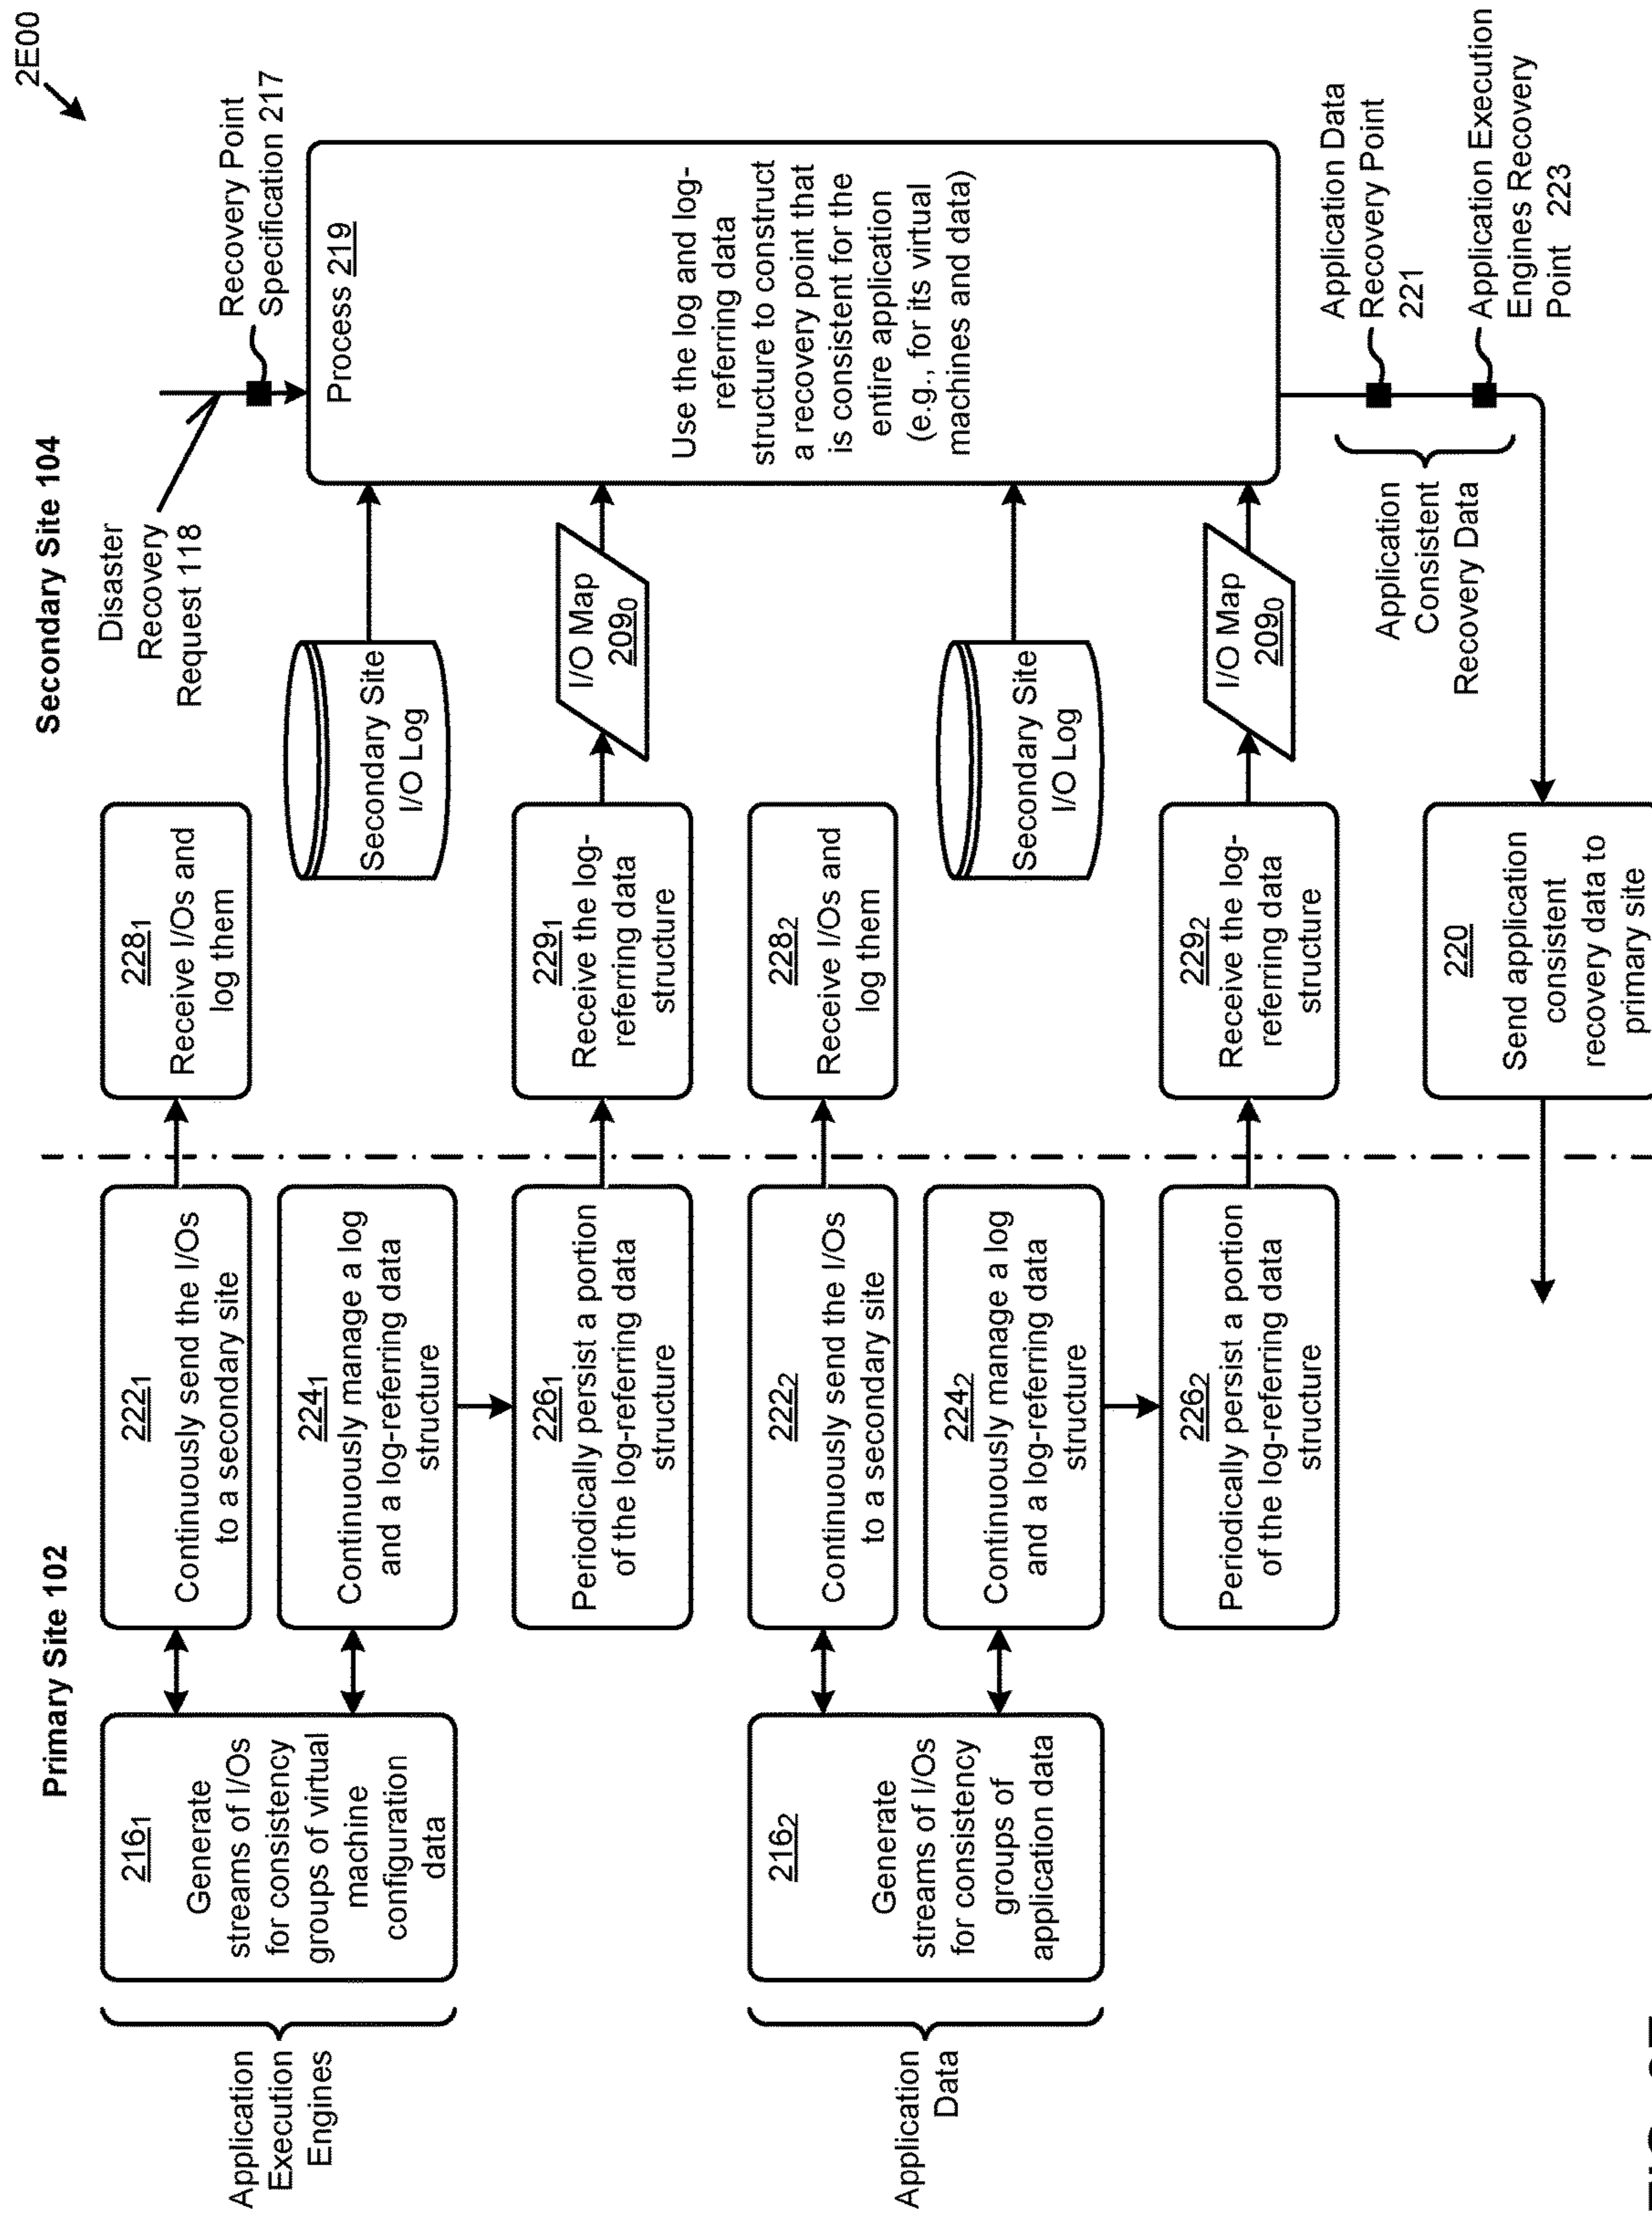 2E00
Primary Site 102
Secondary Site 104
Application
Execution
Engines
216₁
Generate
streams of I/Os
for consistency
groups of virtual
machine
configuration
data
222₁
Continuously send the I/Os
to a secondary site
224₁
Continuously manage a log
and a log-referring data
structure
226₁
Periodically persist a portion
of the log-referring data
structure
228₁
Receive I/Os and
log them
229₁
Receive the log-
referring data
structure
Secondary Site
I/O Log
I/O Map
209₀
Disaster
Recovery
Request 118
Recovery Point
Specification 217
Process 219
Use the log and log-
referring data
structure to construct
a recovery point that
is consistent for the
entire application
(e.g., for its virtual
machines and data)
Application
Data
216₂
Generate
streams of I/Os
for consistency
groups of
application data
222₂
Continuously send the I/Os
to a secondary site
224₂
Continuously manage a log
and a log-referring data
structure
226₂
Periodically persist a portion
of the log-referring data
structure
228₂
Receive I/Os and
log them
229₂
Receive the log-
referring data
structure
Secondary Site
I/O Log
I/O Map
209₀
Application Data
Recovery Point
221
Application Execution
Engines Recovery
Point 223
Application
Consistent
Recovery Data
220
Send application
consistent
recovery data to
primary site